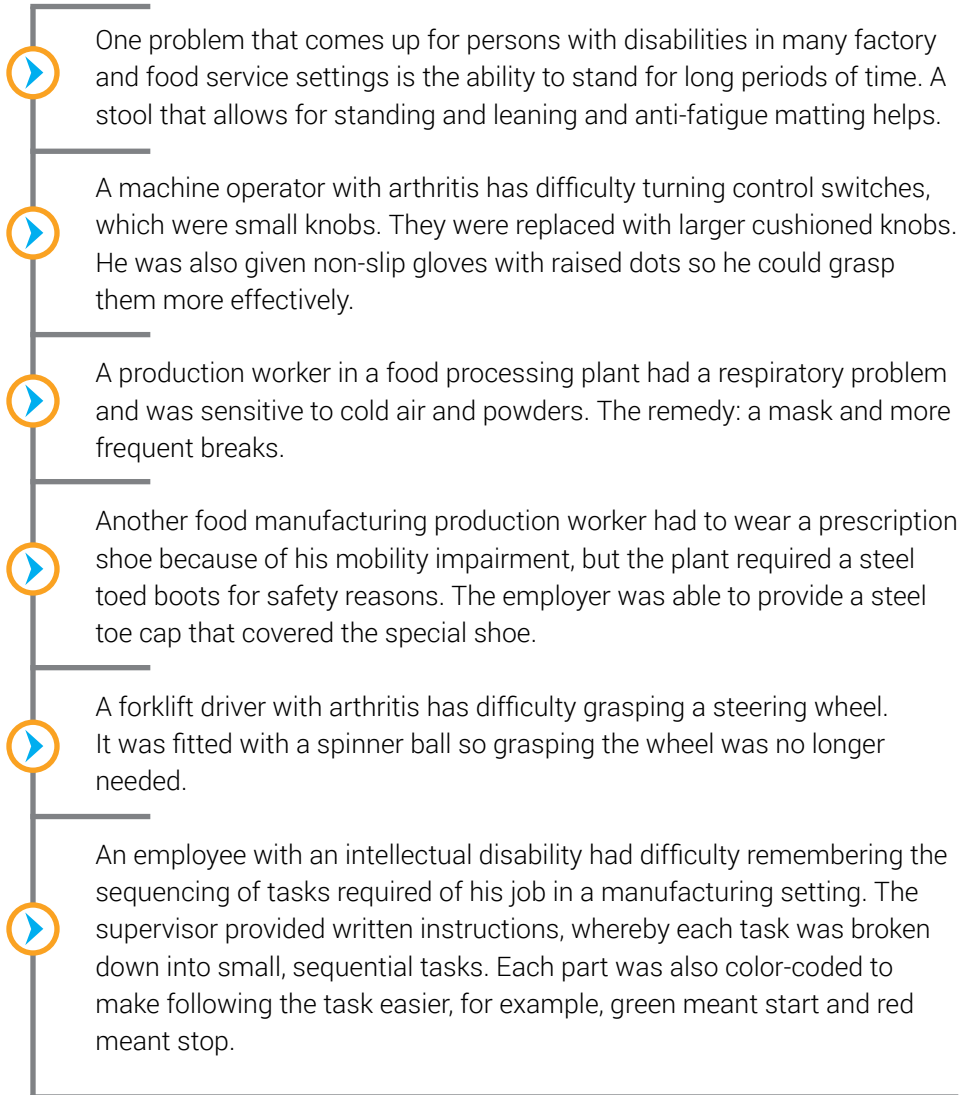 One problem that comes up for persons with disabilities in many factory
and food service settings is the ability to stand for long periods of time. A
stool that allows for standing and leaning and anti-fatigue matting helps.
A machine operator with arthritis has difficulty turning control switches,
which were small knobs. They were replaced with larger cushioned knobs.
He was also given non-slip gloves with raised dots so he could grasp
them more effectively.
A production worker in a food processing plant had a respiratory problem
and was sensitive to cold air and powders. The remedy: a mask and more
frequent breaks.
Another food manufacturing production worker had to wear a prescription
shoe because of his mobility impairment, but the plant required a steel
toed boots for safety reasons. The employer was able to provide a steel
toe cap that covered the special shoe.
A forklift driver with arthritis has difficulty grasping a steering wheel.
It was fitted with a spinner ball so grasping the wheel was no longer
needed.
An employee with an intellectual disability had difficulty remembering the
sequencing of tasks required of his job in a manufacturing setting. The
supervisor provided written instructions, whereby each task was broken
down into small, sequential tasks. Each part was also color-coded to
make following the task easier, for example, green meant start and red
meant stop.